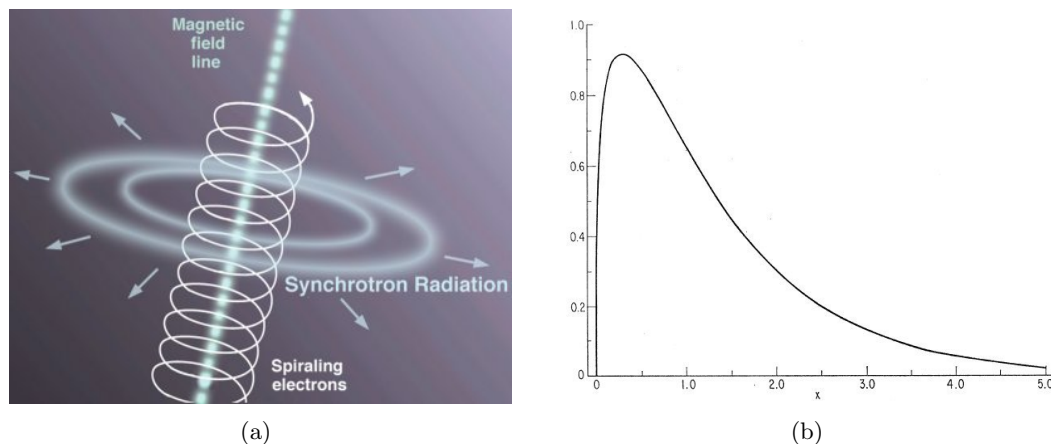 Magnetic
field
line
Synchrotron Radiation
Spiraling
electrons
(a)
1.0
0.8
0.6
0.4
0.2
0
0 1.0 2.0 3.0 4.0 5.0
x
(b)